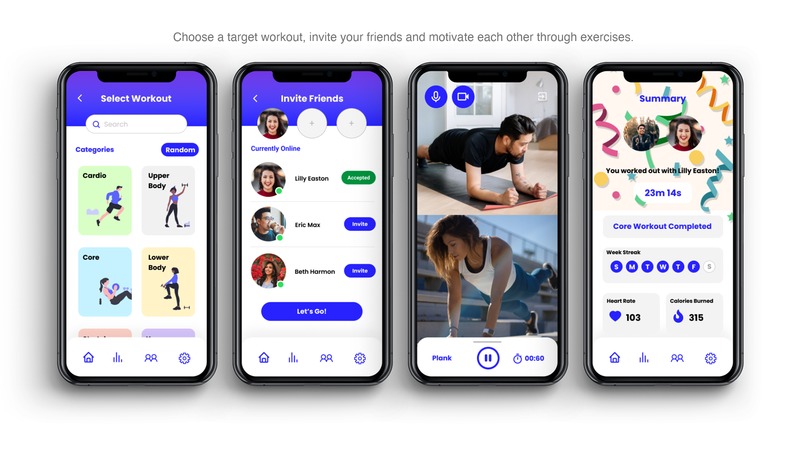 Choose a target workout, invite your friends and motivate each other through exercises.
Select Workout
Search
Categories
Random
Cardio
Upper
Body
Core
Lower
Body
Invite Friends
Currently Online
Lilly Easton
Accepted
Eric Max
Invite
Beth Harmon
Invite
Let's Go!
Plank
00:60
Summary
You worked out with Lilly Easton!
23m 14s
Core Workout Completed
Week Streak
S M T W T F S
Heart Rate
103
Calories Burned
315